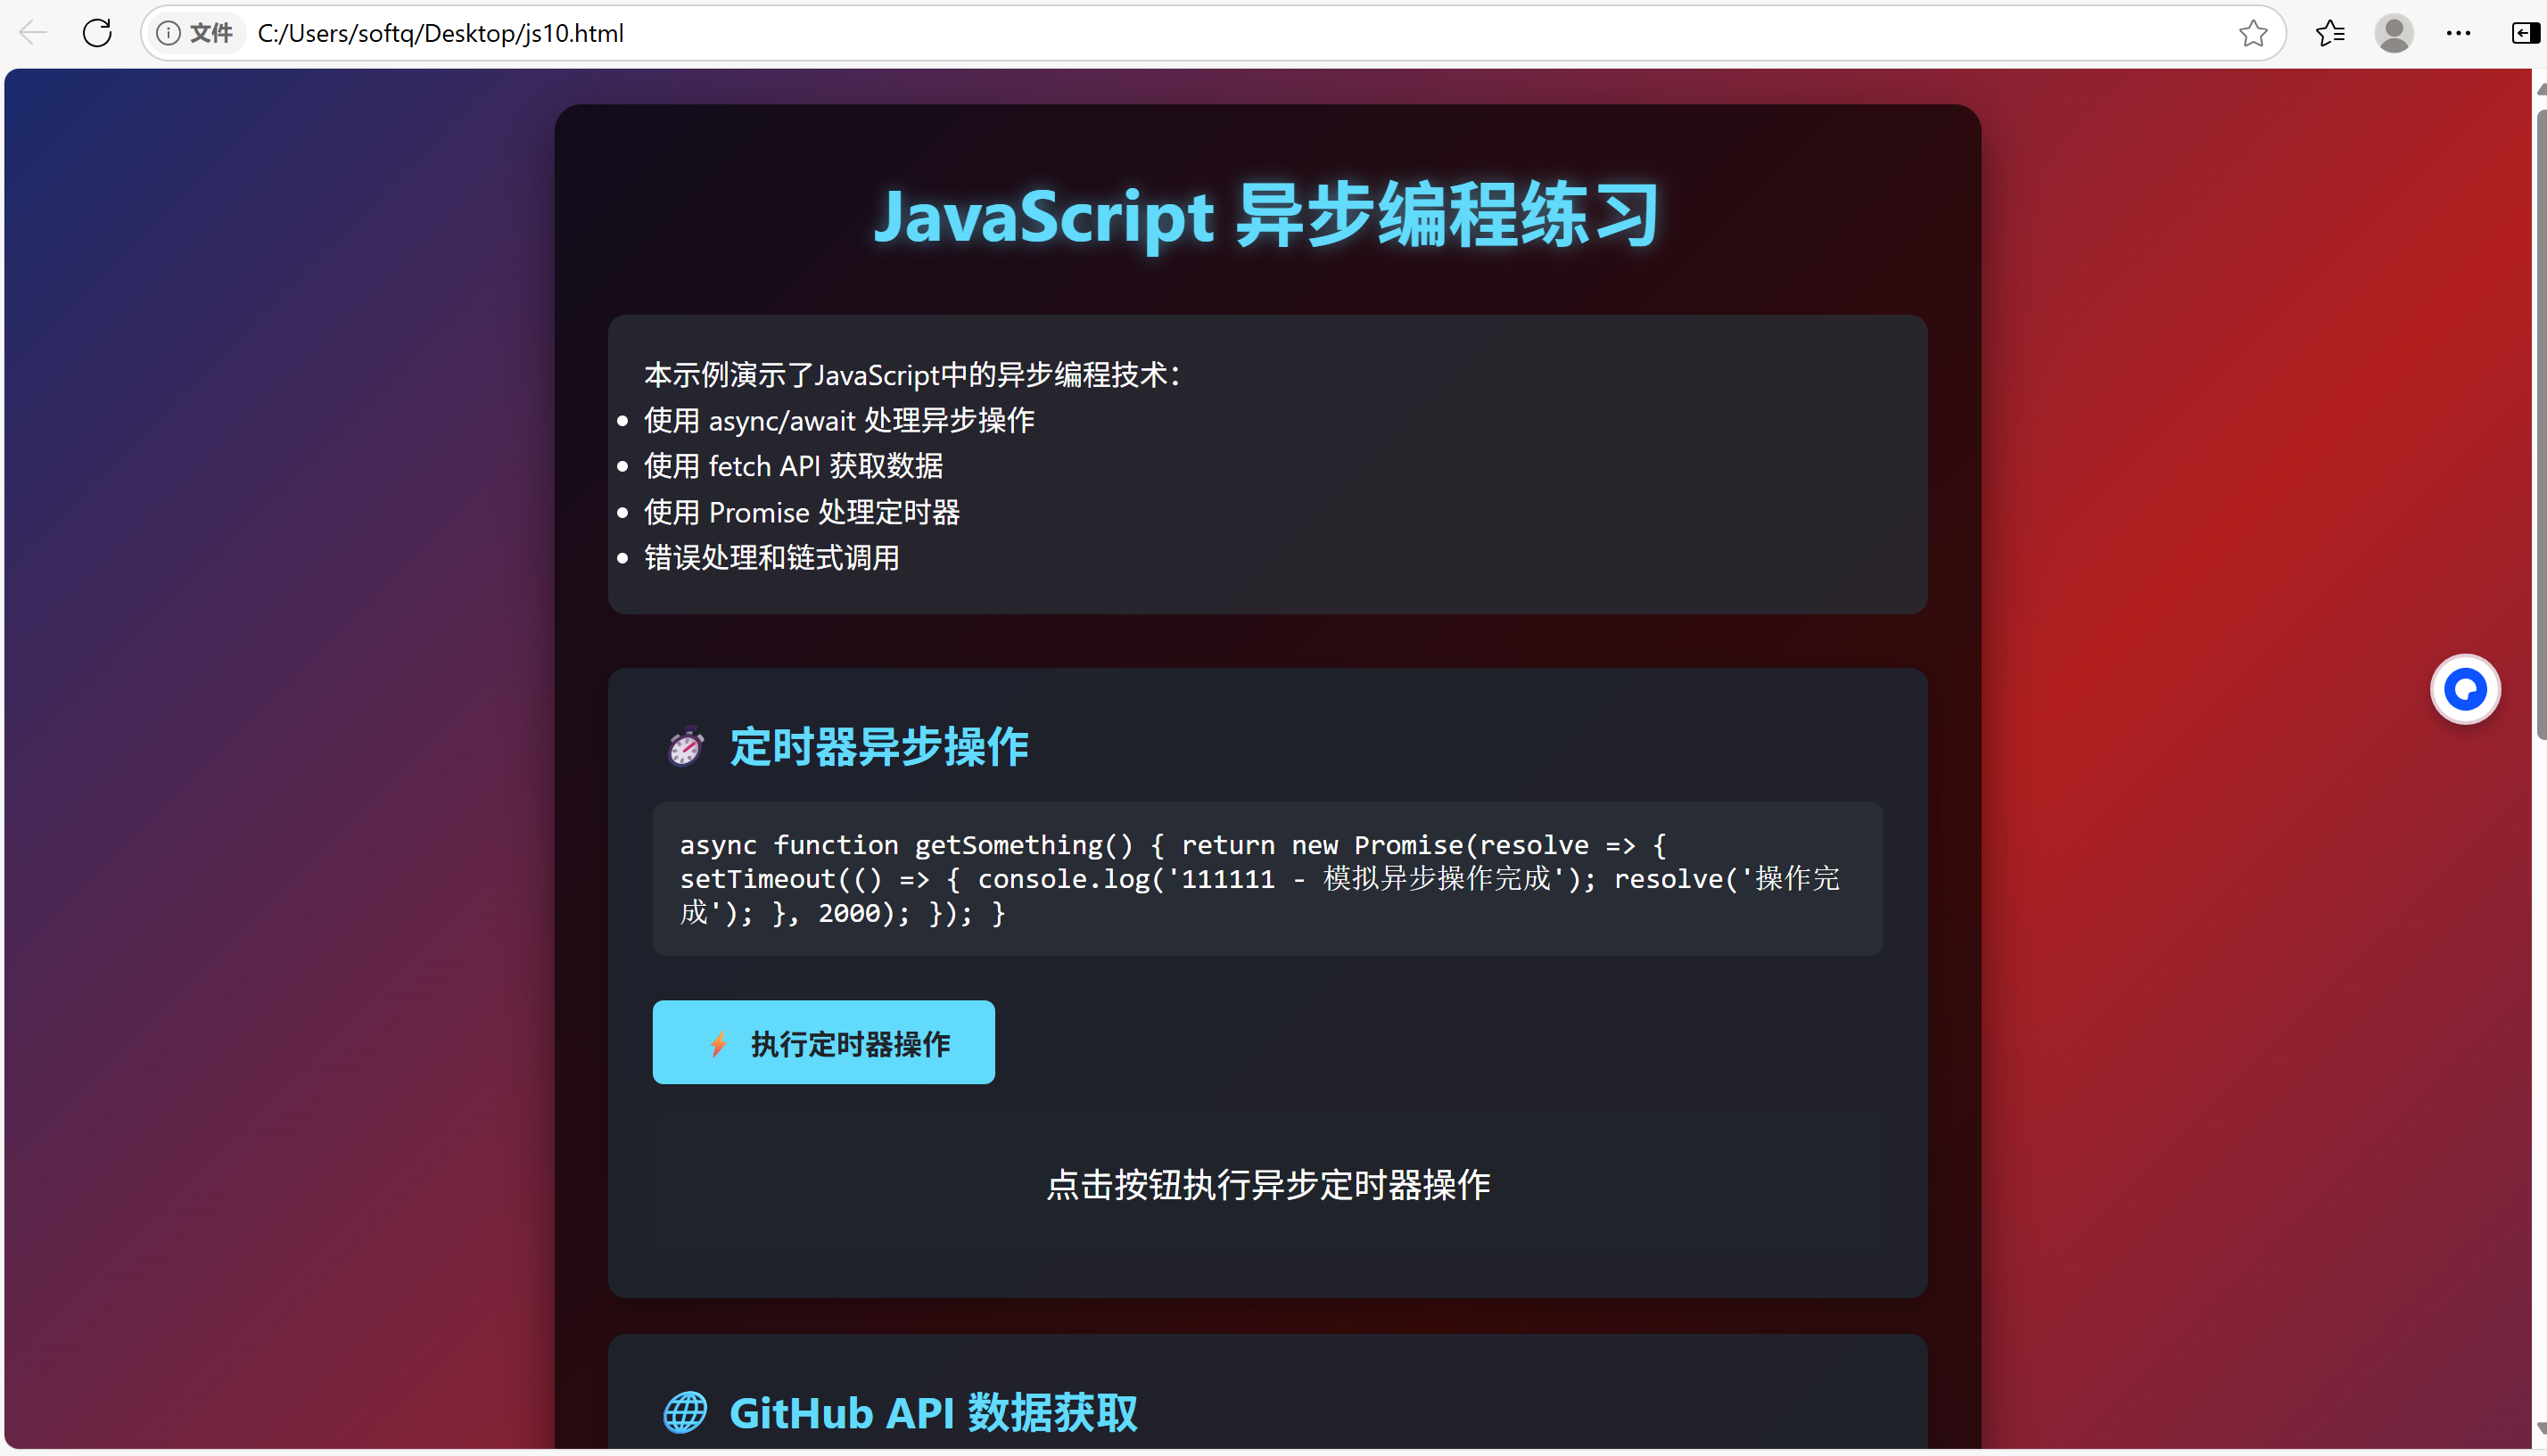 文件 C:/Users/softq/Desktop/js10.html
JavaScript 异步编程练习
本示例演示了JavaScript中的异步编程技术：
使用 async/await 处理异步操作
使用 fetch API 获取数据
使用 Promise 处理定时器
错误处理和链式调用
定时器异步操作
async function getSomething() { return new Promise(resolve => {
setTimeout(() => { console.log('111111 - 模拟异步操作完成'); resolve('操作完
成'); }, 2000); }); }
执行定时器操作
点击按钮执行异步定时器操作
GitHub API 数据获取